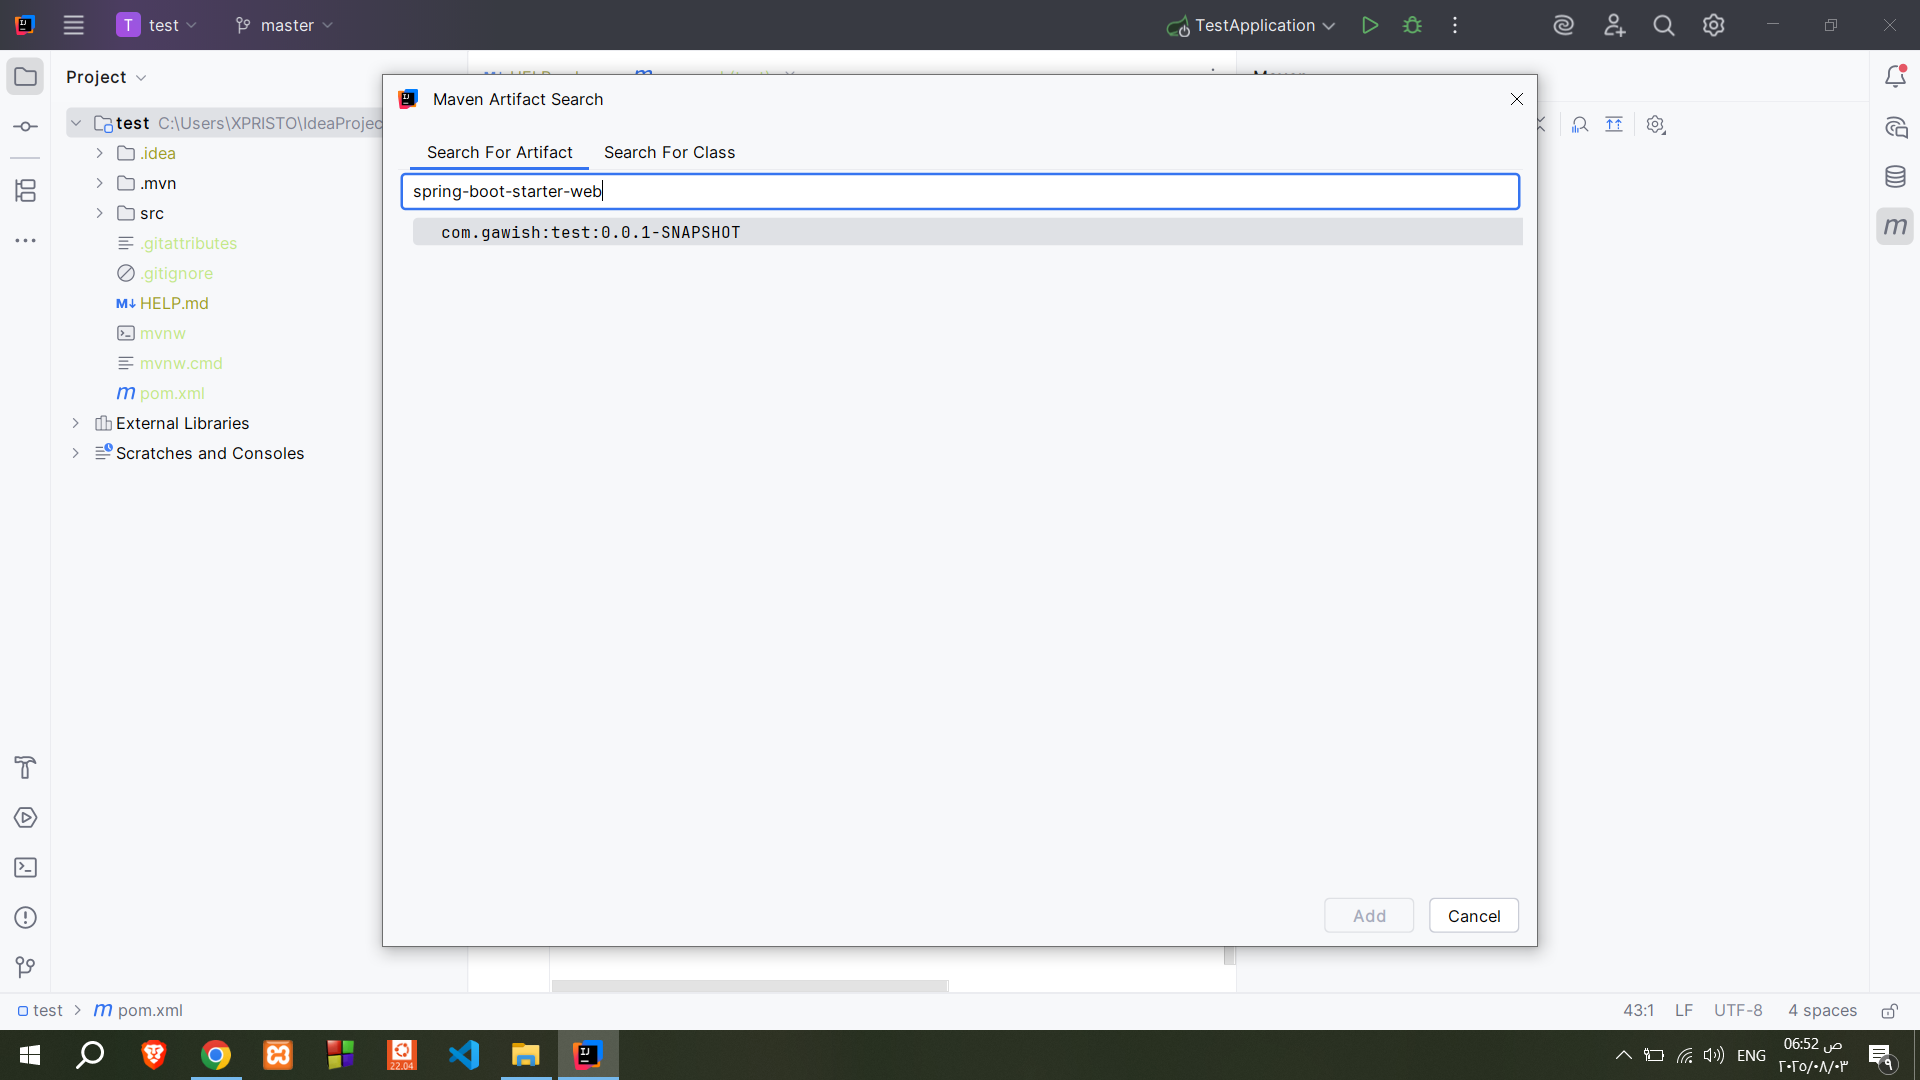 T test master TestApplication
Project
Maven Artifact Search
test C:\Users\XPRISTO\IdeaProjec
.idea
.mvn
src
.gitattributes
.gitignore
M↓ HELP.md
mvnw
mvnw.cmd
m pom.xml
External Libraries
Scratches and Consoles
Search For Artifact Search For Class
spring-boot-starter-web
com.gawish:test:0.0.1-SNAPSHOT
Add Cancel
m
test > m pom.xml
43:1 LF UTF-8 4 spaces
22.04
ENG
06:52 ص
٢٠٢٥/٠٨/٠٣
٩